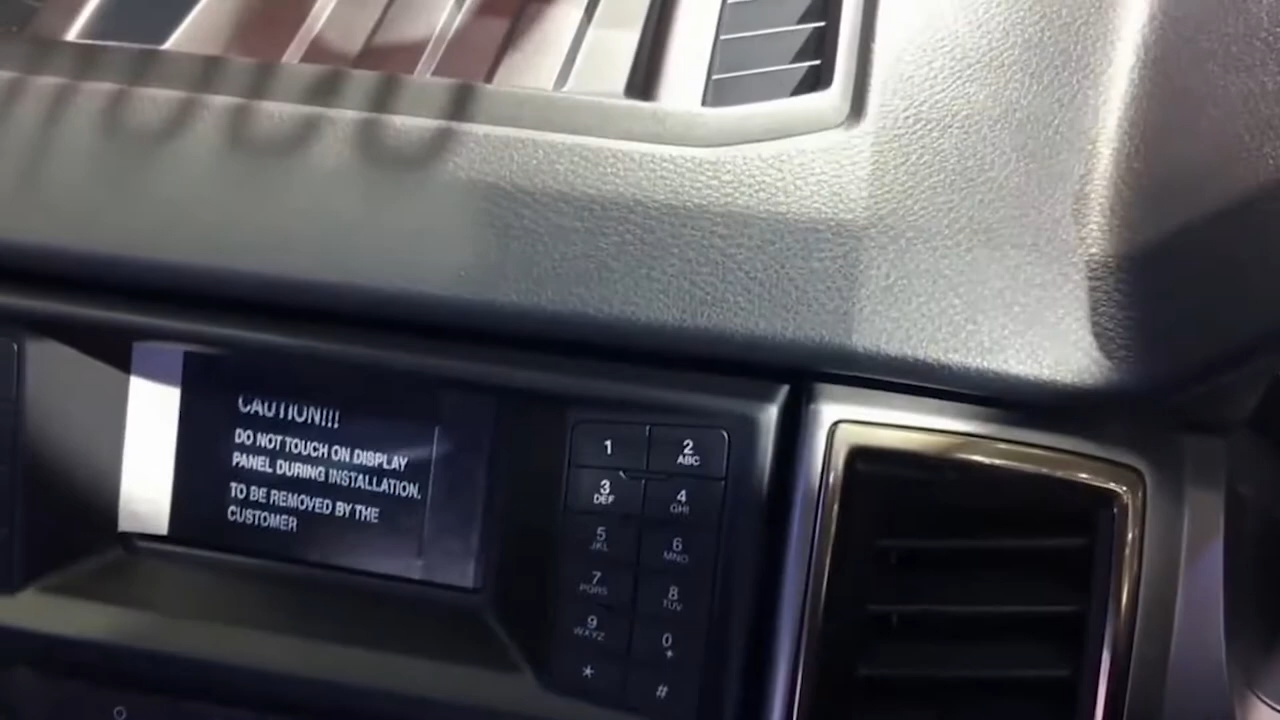 CAUTION!!!
DO NOT TOUCH ON DISPLAY
PANEL DURING INSTALLATION.
TO BE REMOVED BY THE
CUSTOMER
1
2
ABC
3
DEF
4
GHI
5
JKL
6
MNO
7
PQRS
8
TUV
9
WXYZ
0
+
*
#